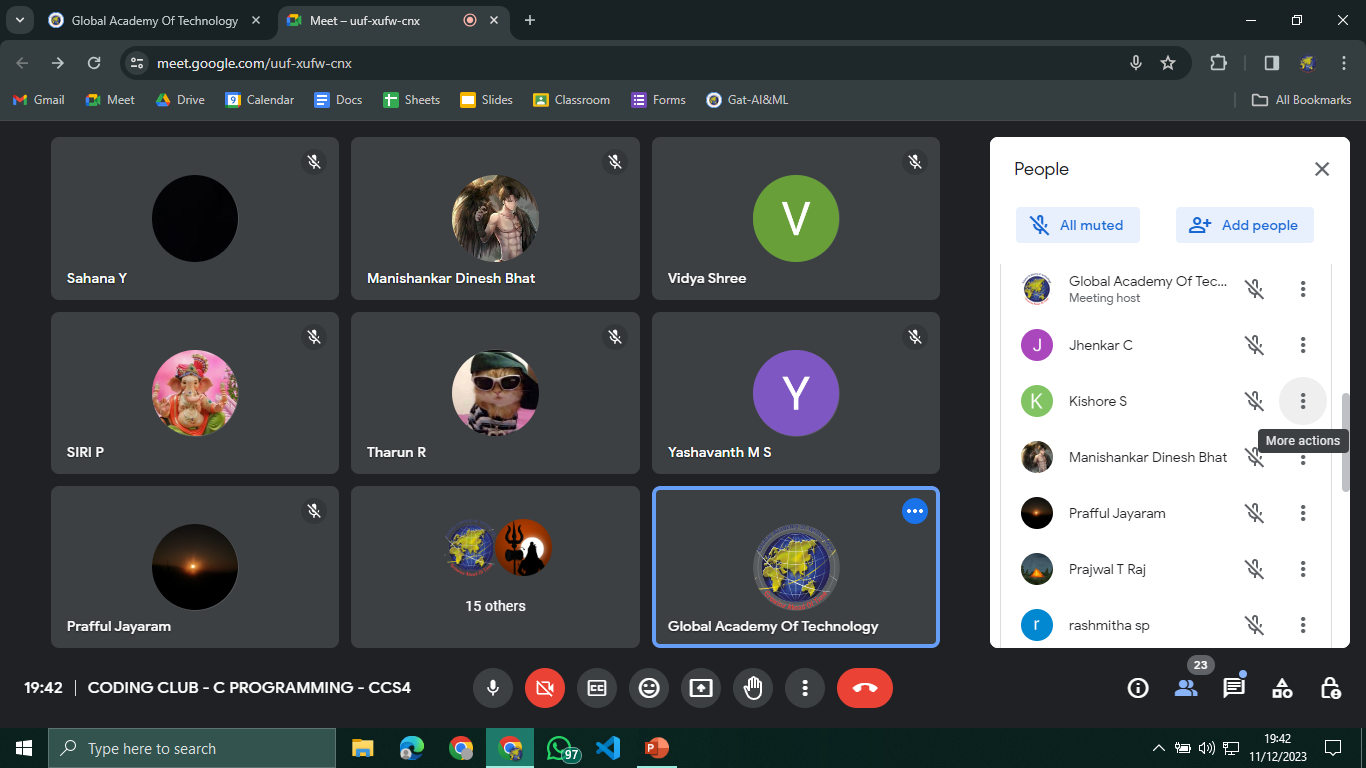 Global Academy Of Technology
Meet – uuf-xufw-cnx
meet.google.com/uuf-xufw-cnx
Gmail
Meet
Drive
9
Calendar
Docs
Sheets
Slides
Classroom
Forms
Gat-AI&ML
All Bookmarks
Sahana Y
Manishankar Dinesh Bhat
V
Vidya Shree
SIRI P
Tharun R
Y
Yashavanth M S
Prafful Jayaram
15 others
Global Academy Of Technology
People
All muted
Add people
Global Academy Of Tec...
Meeting host
J
Jhenkar C
K
Kishore S
More actions
Manishankar Dinesh Bhat
Prafful Jayaram
Prajwal T Raj
r
rashmitha sp
19:42
CODING CLUB - C PROGRAMMING - CCS4
23
Type here to search
97
19:42
11/12/2023